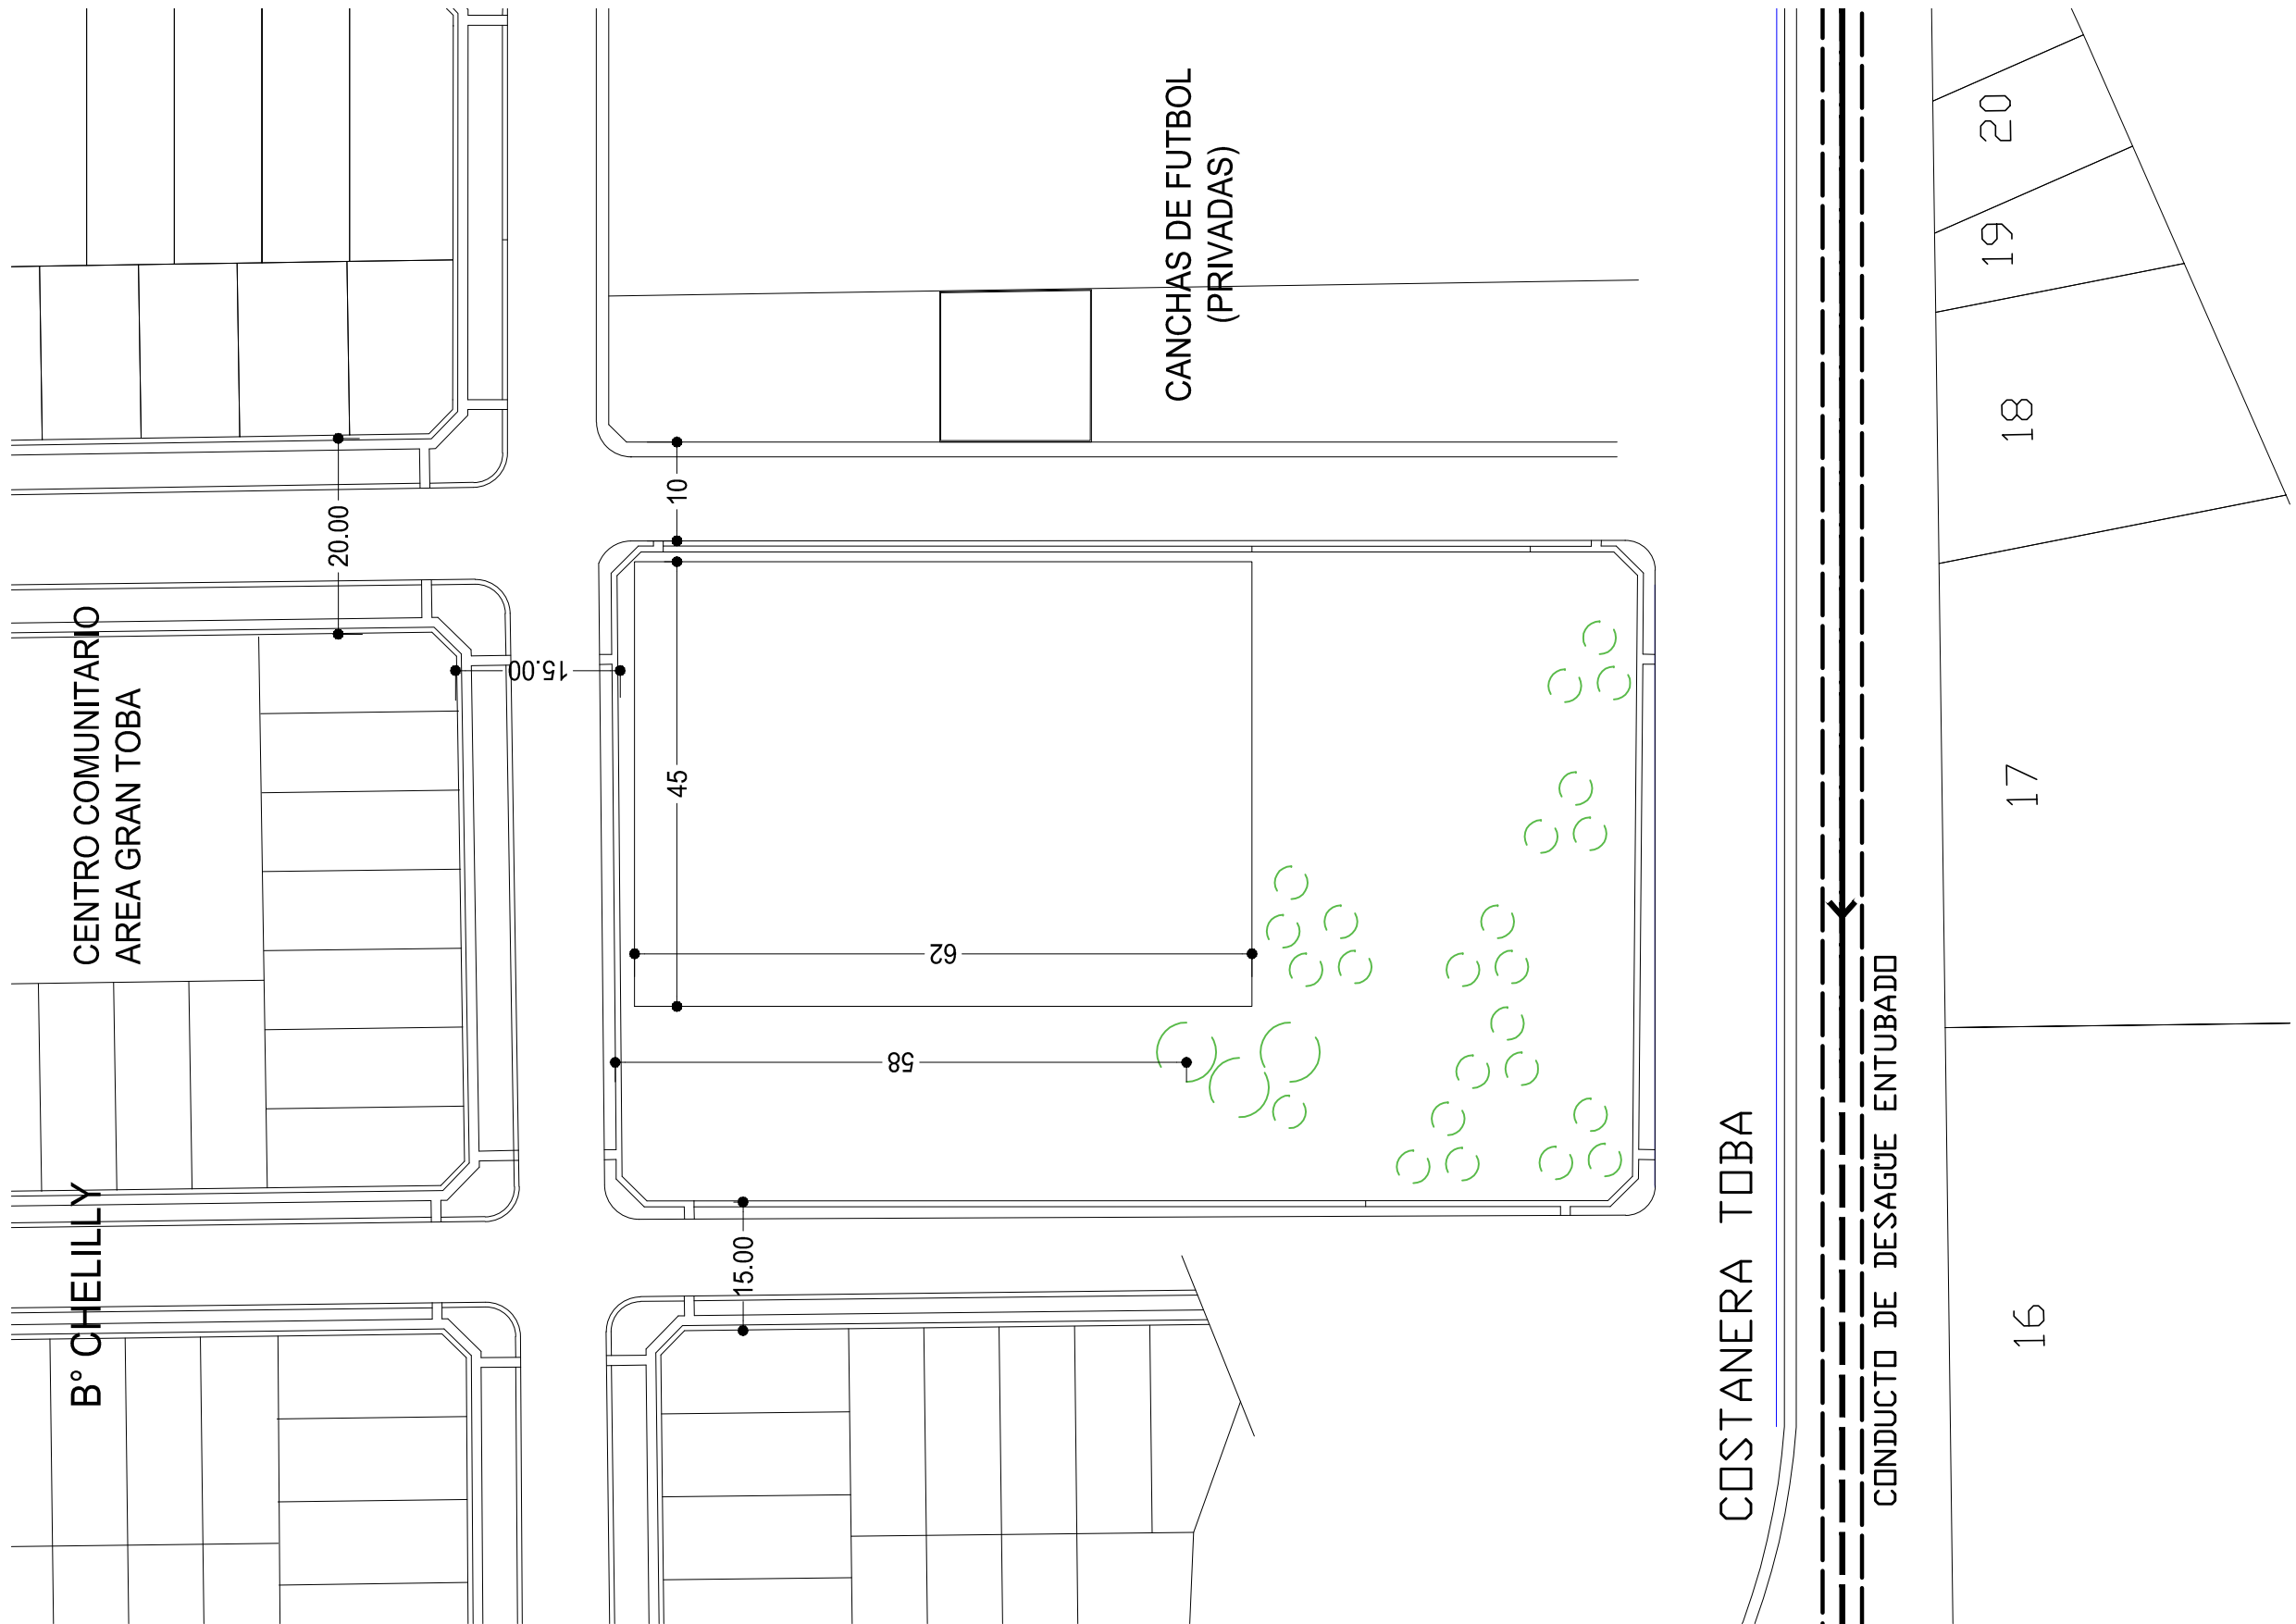 CANCHAS DE FUTBOL
(PRIVADAS)
20
19
18
17
16
20.00
10
15.00
45
62
58
15.00
CENTRO COMUNITARIO
AREA GRAN TOBA
B° CHELILLY
COSTANERA TOBA
CONDUCTO DE DESAGÜE ENTUBADO